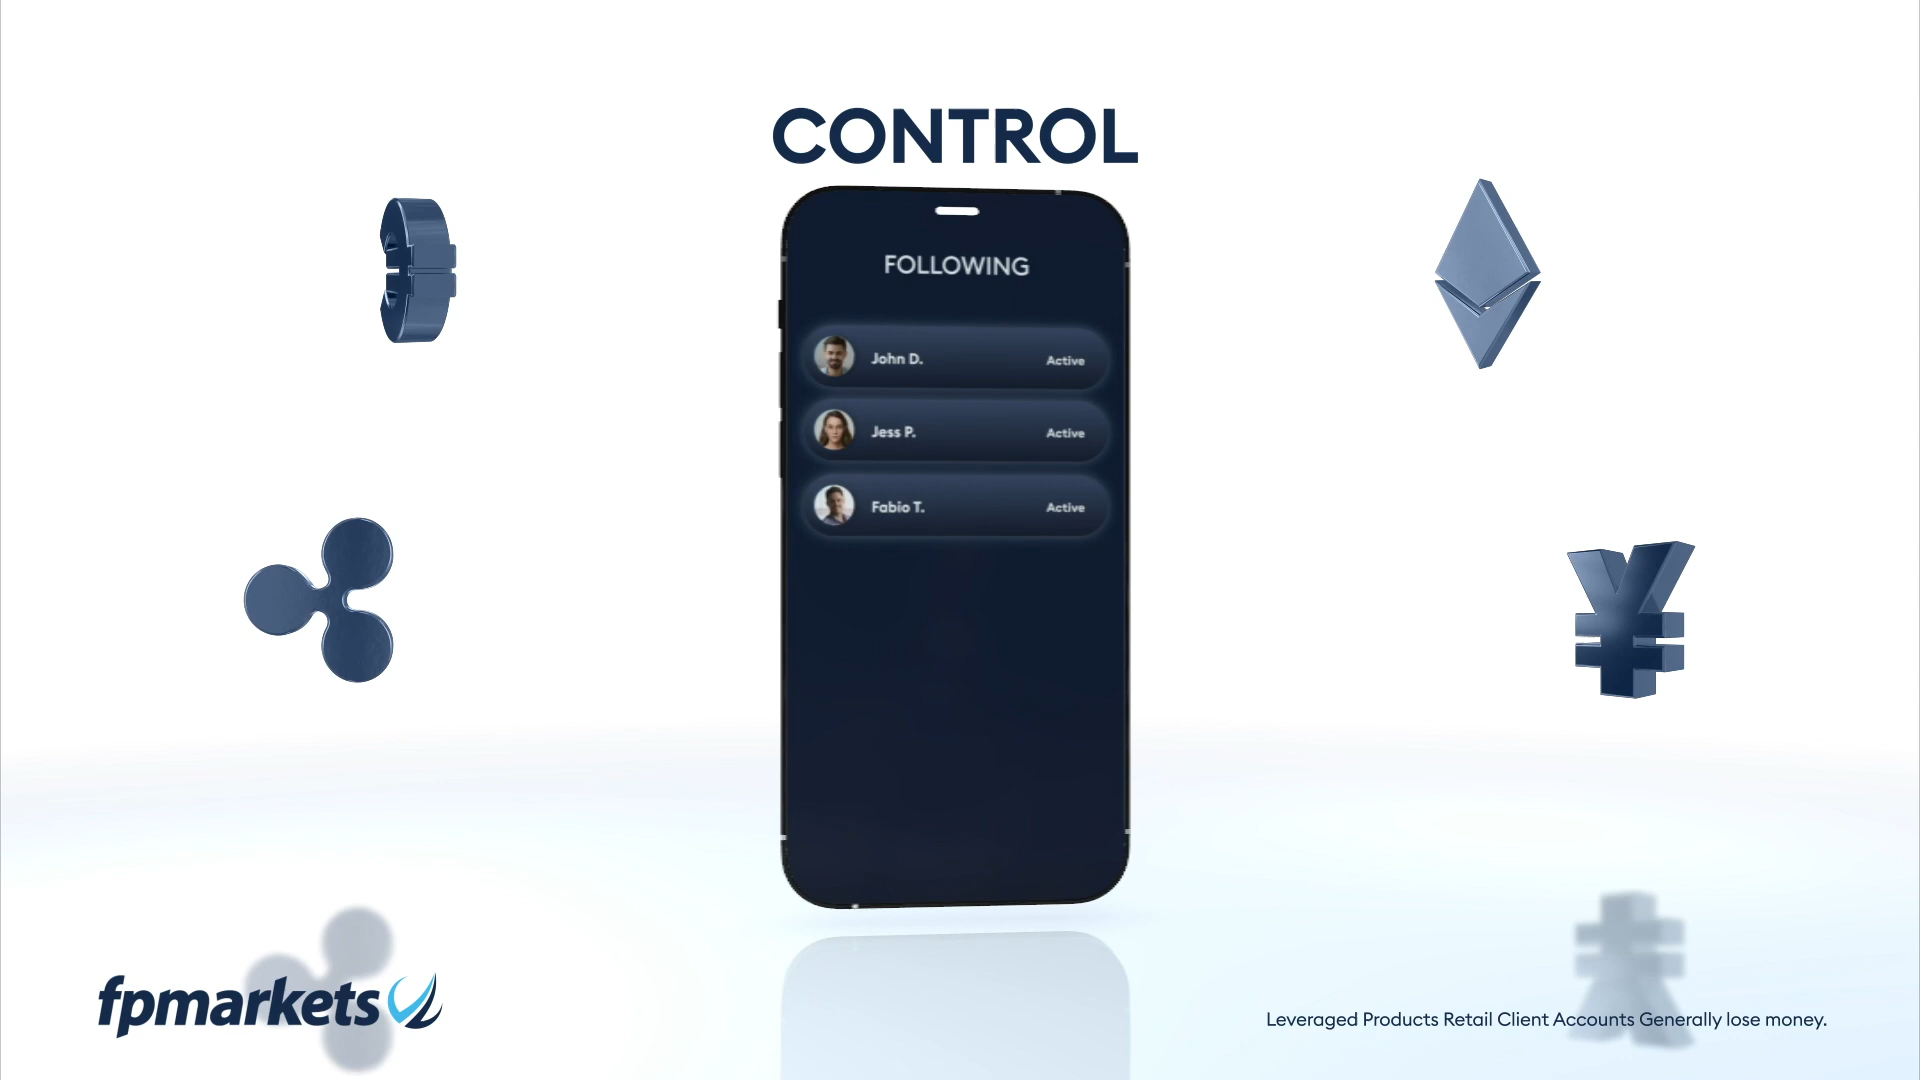 CONTROL
FOLLOWING
John D. Active
Jess P. Active
Fabio T. Active
fpmarkets
Leveraged Products Retail Client Accounts Generally lose money.